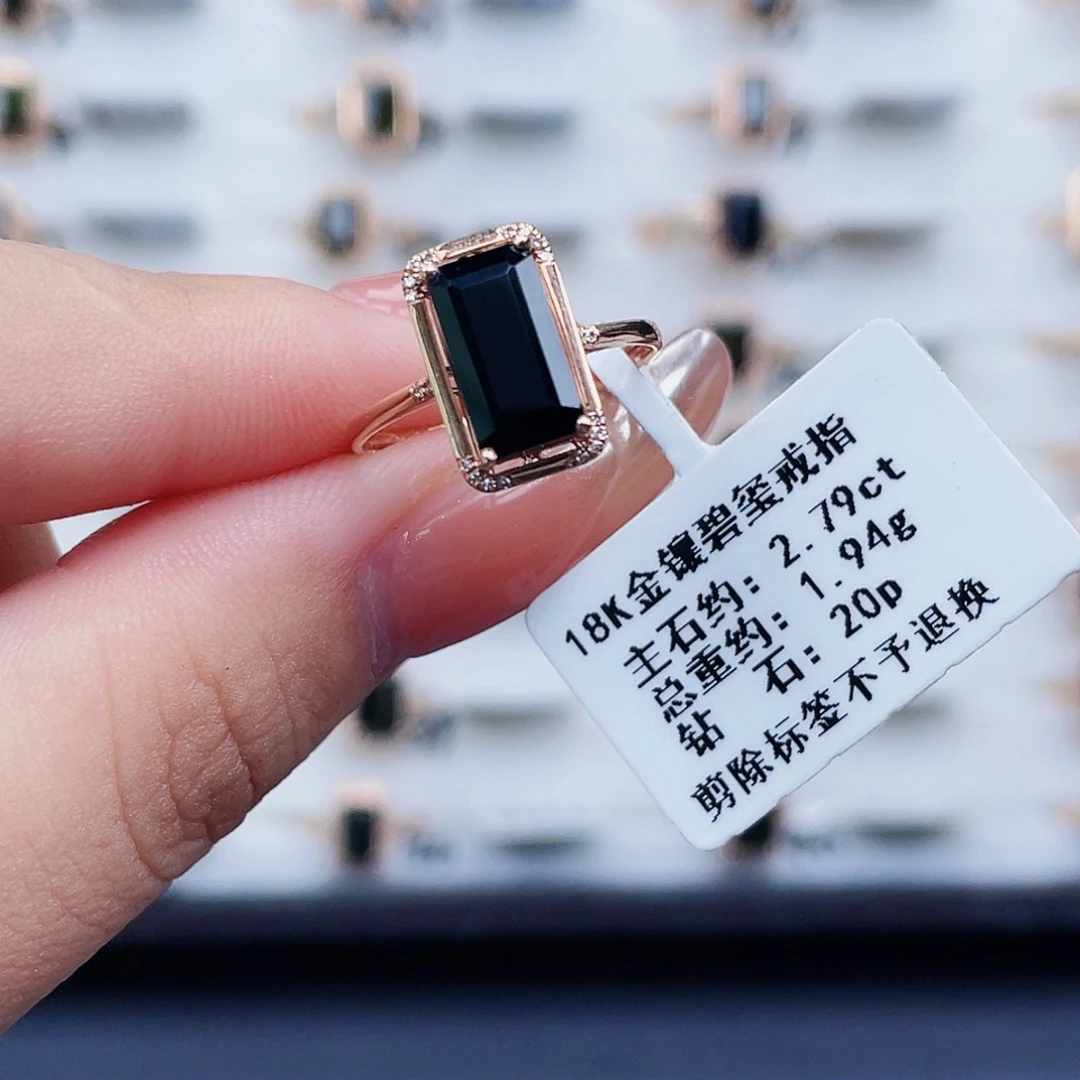 18K金镶碧玺戒指
主石约: 2.79ct
总重约: 1.94g
钻 石: 20p
剪除标签不予退换